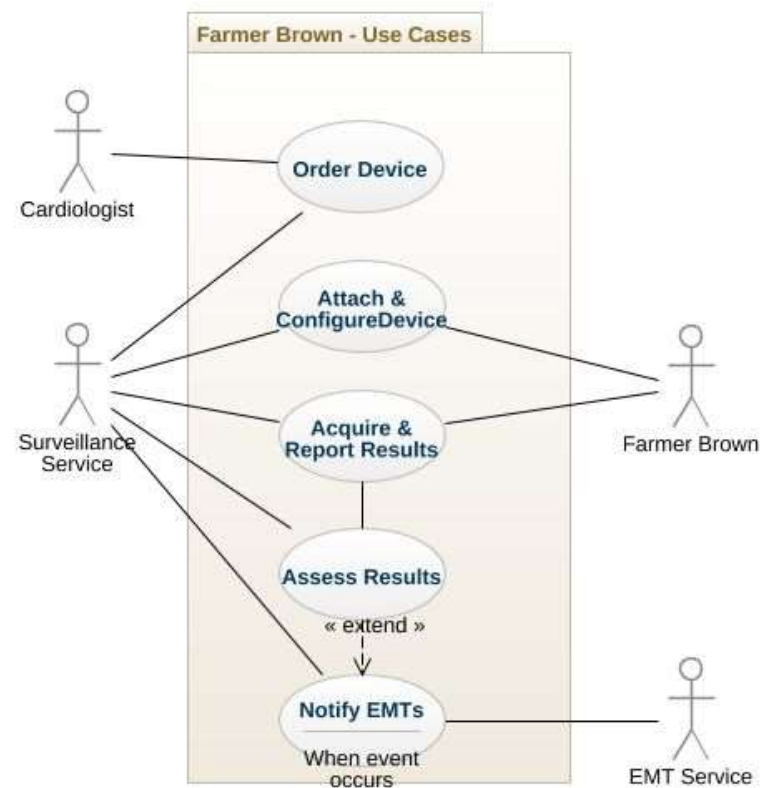 Farmer Brown - Use Cases
Order Device
Cardiologist
Attach &
ConfigureDevice
Surveillance
Service
Acquire &
Report Results
Farmer Brown
Assess Results
« extend »
Notify EMTs
When event
occurs
EMT Service